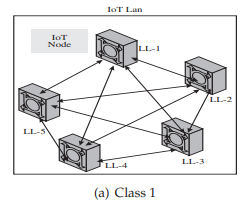 IoT Lan
IoT
Node
LL-1
LL-2
LL-5
LL-4
LL-3
(a) Class 1